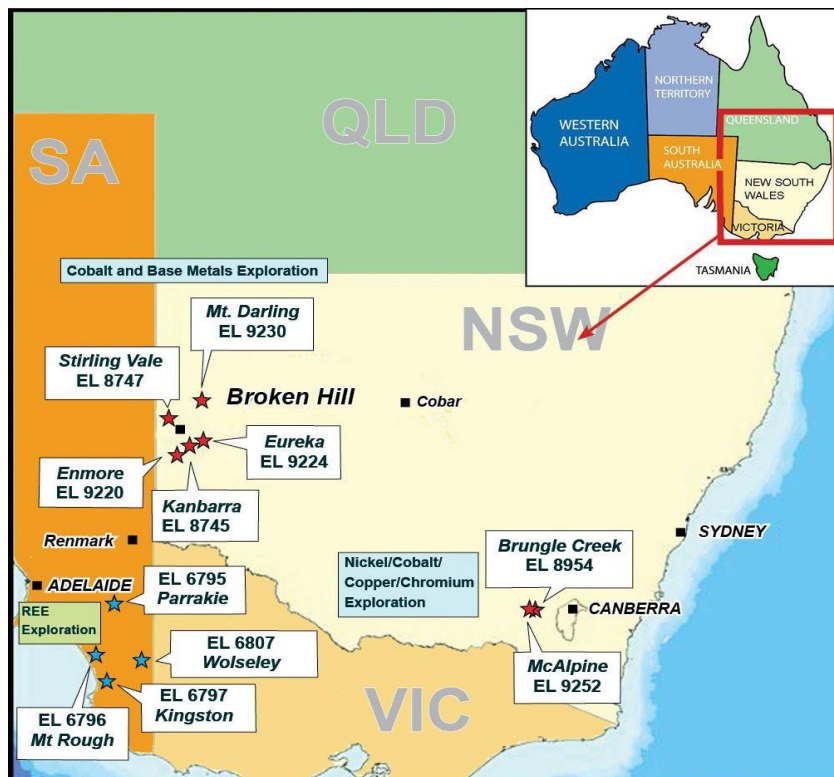 QLD
SA
NSW
VIC
WESTERN
AUSTRALIA
NORTHERN
TERRITORY
QUEENSLAND
SOUTH
AUSTRALIA
NEW SOUTH
WALES
VICTORIA
TASMANIA
Cobalt and Base Metals Exploration
Mt. Darling
EL 9230
Stirling Vale
EL 8747
Broken Hill
Cobar
Eureka
EL 9224
Enmore
EL 9220
Kanbarra
EL 8745
Renmark
ADELAIDE
SYDNEY
Nickel/Cobalt/
Copper/Chromium
Exploration
Brungle Creek
EL 8954
CANBERRA
McAlpine
EL 9252
REE
Exploration
EL 6795
Parrakie
EL 6807
Wolseley
EL 6796
Mt Rough
EL 6797
Kingston